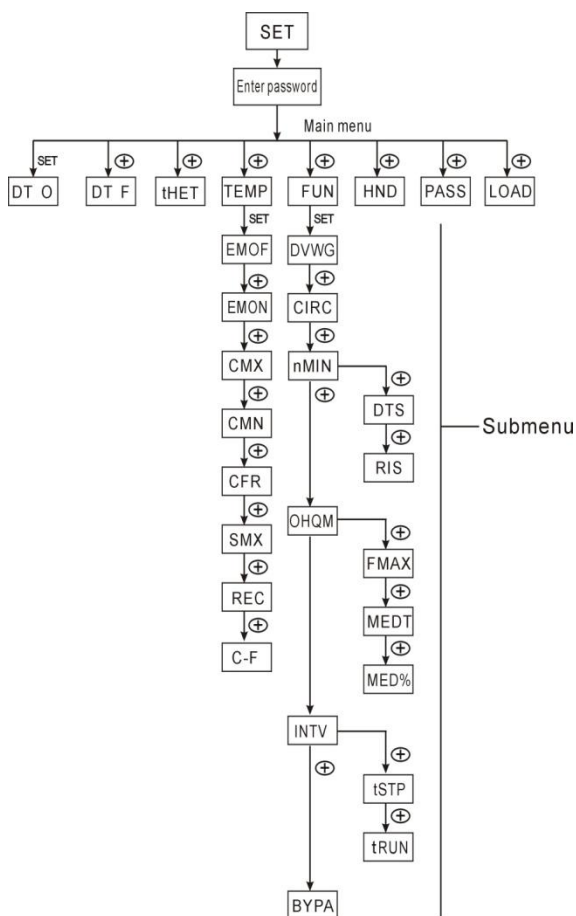 SET
Enter password
Main menu
SET
DT O
DT F
tHET
TEMP
FUN
HND
PASS
LOAD
SET
SET
EMOF
DVWG
EMON
CIRC
CMX
nMIN
DTS
CMN
RIS
Submenu
CFR
SMX
OHQM
FMAX
REC
MEDT
C-F
MED%
INTV
tSTP
tRUN
BYPA